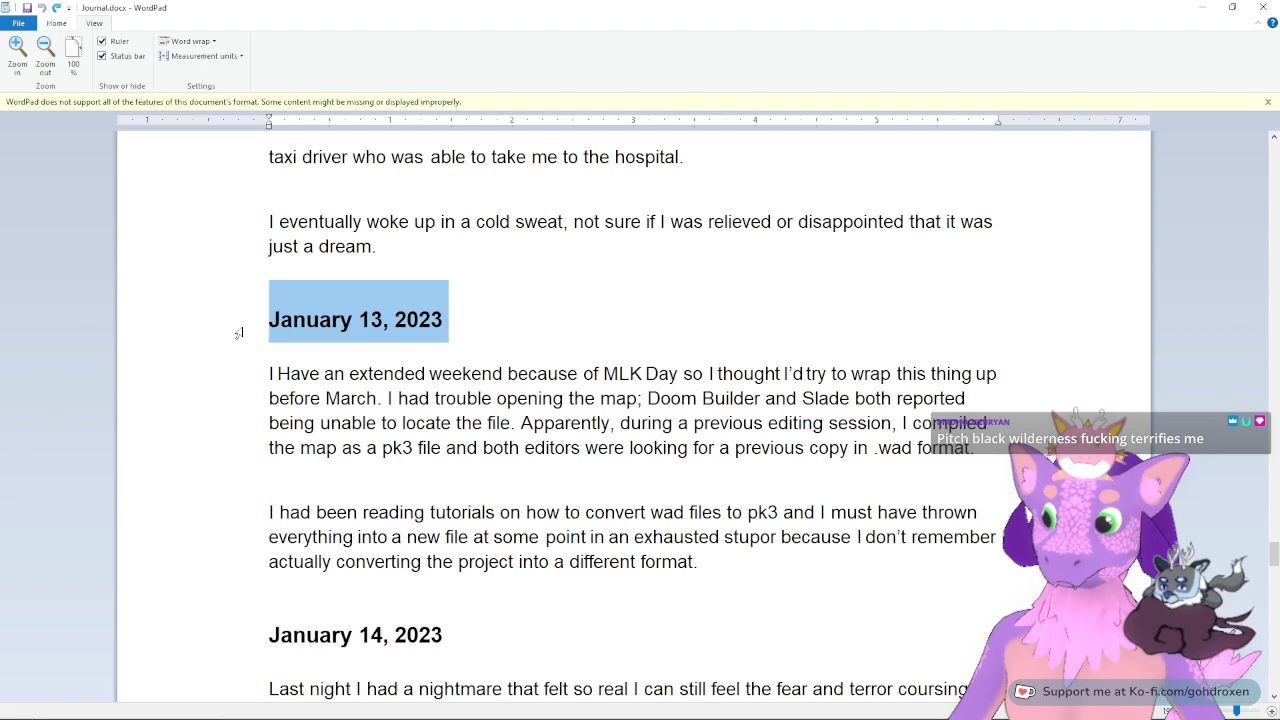 Journal.docx - WordPad
File
Home
View
Zoom in
Zoom out
100 %
Ruler
Status bar
Word wrap
Measurement units
Zoom
Show or hide
Settings
WordPad does not support all of the features of this document's format. Some content might be missing or displayed improperly.
1 1 2 3 4 5 7
taxi driver who was able to take me to the hospital.
I eventually woke up in a cold sweat, not sure if I was relieved or disappointed that it was
just a dream.
January 13, 2023
I Have an extended weekend because of MLK Day so I thought I'd try to wrap this thing up
before March. I had trouble opening the map; Doom Builder and Slade both reported
being unable to locate the file. Apparently, during a previous editing session, I compiled
the map as a pk3 file and both editors were looking for a previous copy in .wad format.
Pitch black wilderness fucking terrifies me
I had been reading tutorials on how to convert wad files to pk3 and I must have thrown
everything into a new file at some point in an exhausted stupor because I don't remember
actually converting the project into a different format.
January 14, 2023
Last night I had a nightmare that felt so real I can still feel the fear and terror coursing
Support me at Ko-fi.com/gohdroxen